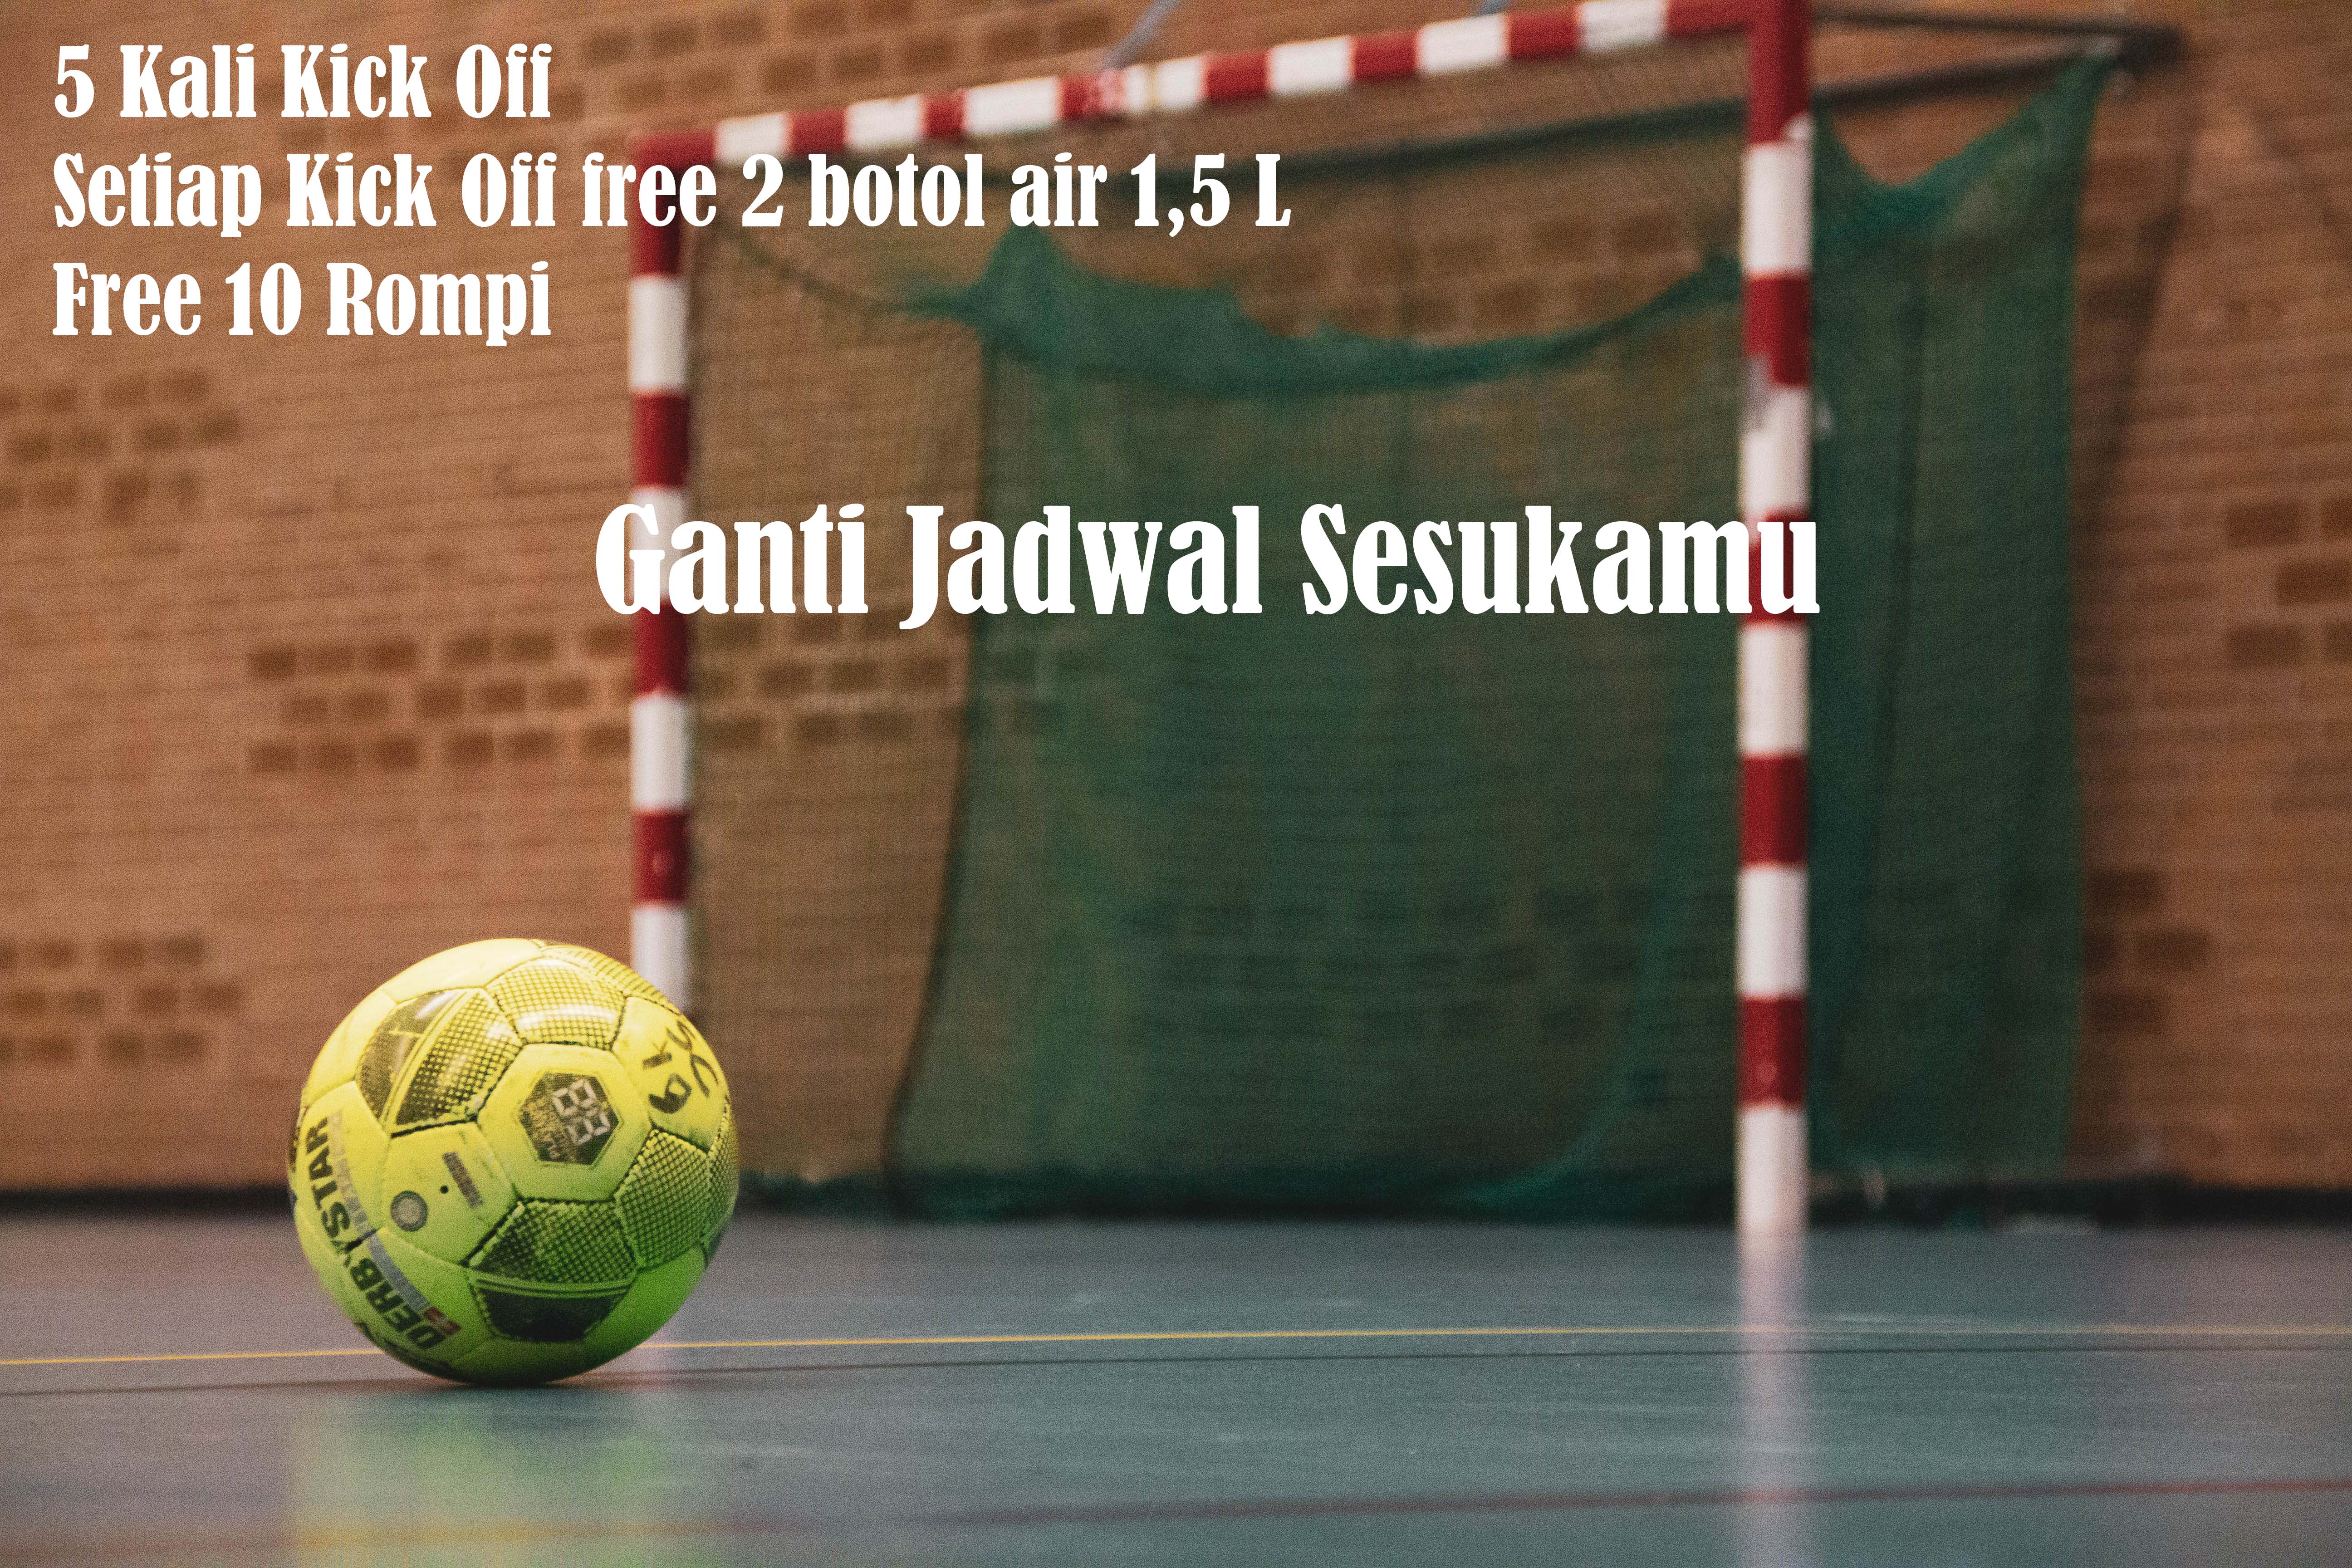 5 Kali Kick Off
Setiap Kick Off free 2 botol air 1,5 L
Free 10 Rompi
Ganti Jadwal Sesukamu
DERBYSTAR